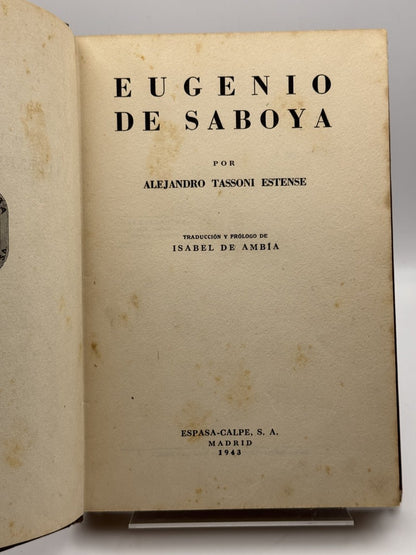 EUGENIO
DE SABOYA
POR
ALEJANDRO TASSONI ESTENSE
TRADUCCIÓN Y PRÓLOGO DE
ISABEL DE AMBÍA
ESPASA-CALPE, S. A.
MADRID
1943